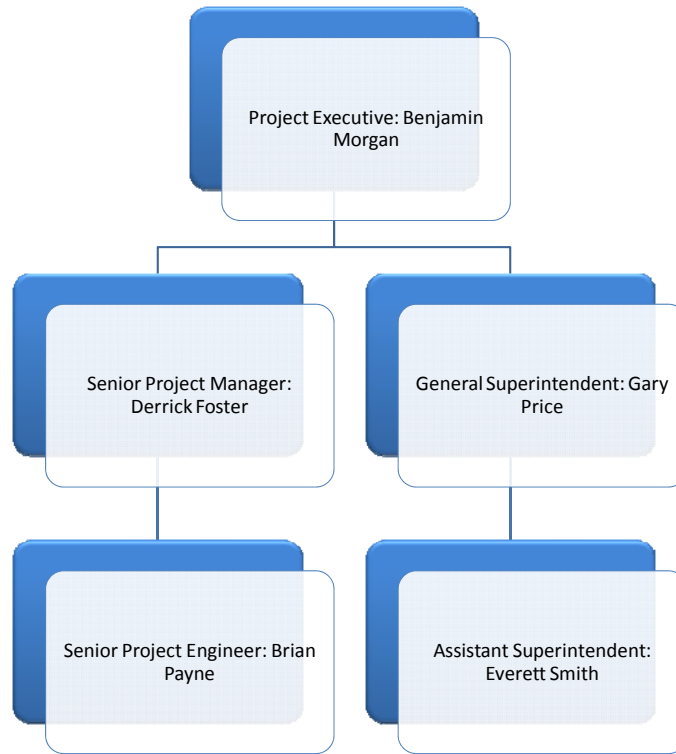 Project Executive: Benjamin
Morgan
Senior Project Manager:
Derrick Foster
General Superintendent: Gary
Price
Senior Project Engineer: Brian
Payne
Assistant Superintendent:
Everett Smith